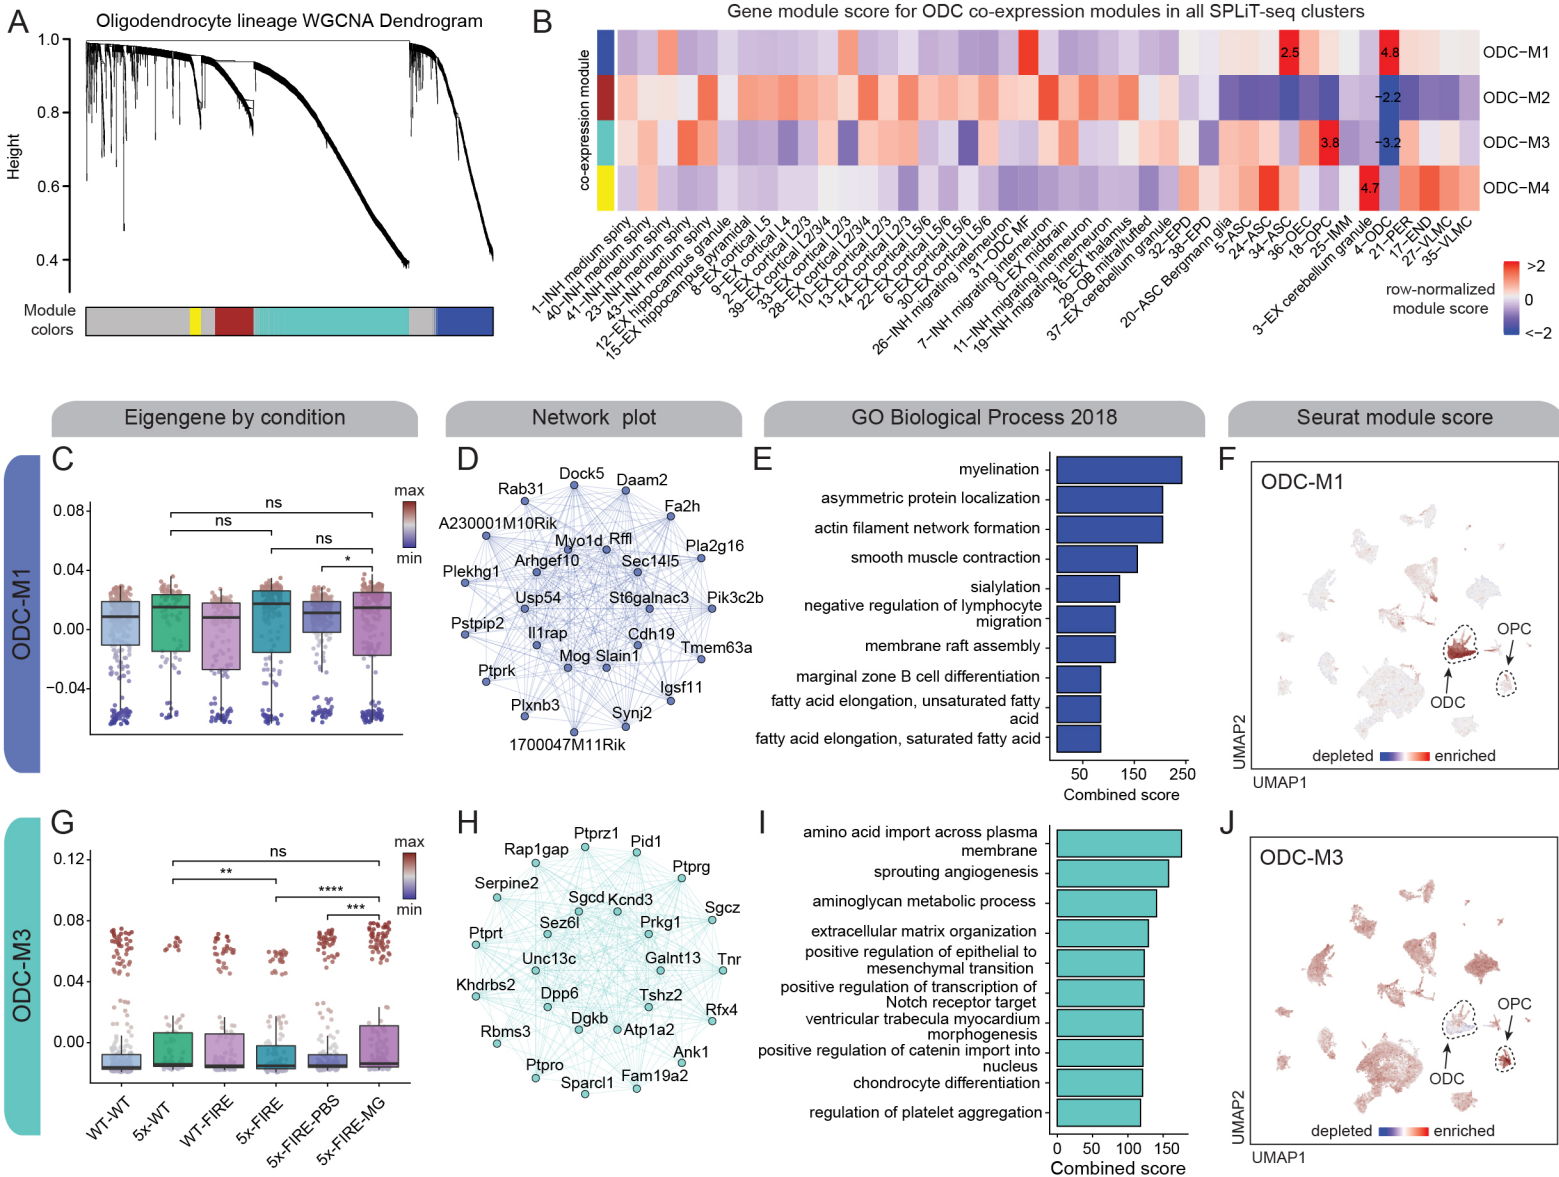 A
Oligodendrocyte lineage WGCNA Dendrogram
Height
1.0
0.8
0.6
0.4
Module
colors
B
Gene module score for ODC co-expression modules in all SPLiT-seq clusters
co-expression module
2.5
4.8
ODC−M1
−2.2
ODC−M2
3.8
−3.2
ODC−M3
4.7
ODC−M4
1−INH medium spiny
40−INH medium spiny
41−INH medium spiny
23−INH medium spiny
43−INH medium spiny
12−EX hippocampus granule
15−EX hippocampus pyramidal
8−EX cortical L5
9−EX cortical L4
2−EX cortical L2/3
39−EX cortical L2/3/4
33−EX cortical L2/3
28−EX cortical L2/3/4
10−EX cortical L2/3
13−EX cortical L2/3
14−EX cortical L5/6
22−EX cortical L5/6
6−EX cortical L5/6
30−EX cortical L5/6
26−INH migrating interneuron
31−ODC MF
7−INH migrating interneuron
0−EX midbrain
11−INH migrating interneuron
19−INH migrating interneuron
16−EX thalamus
29−OB mitral/tufted
37−EX cerebellum granule
32−EPD
38−EPD
20−ASC Bergmann glia
5−ASC
24−ASC
34−ASC
36−OEC
18−OPC
25−IMM
3−EX cerebellum granule
4−ODC
21−PER
17−END
27−VLMC
35−VLMC
>2
0
<−2
row-normalized
module score
Eigengene by condition
Network plot
GO Biological Process 2018
Seurat module score
ODC-M1
C
0.08
0.04
0.00
−0.04
ns
ns
ns
*
max
min
D
Dock5
Daam2
Rab31
Fa2h
A230001M10Rik
Myo1d
Rffl
Pla2g16
Arhgef10
Sec14l5
Plekhg1
Usp54
St6galnac3
Pik3c2b
Pstpip2
Il1rap
Cdh19
Tmem63a
Mog
Slain1
Ptprk
Igsf11
Plxnb3
Synj2
1700047M11Rik
E
myelination
asymmetric protein localization
actin filament network formation
smooth muscle contraction
sialylation
negative regulation of lymphocyte
migration
membrane raft assembly
marginal zone B cell differentiation
fatty acid elongation, unsaturated fatty
acid
fatty acid elongation, saturated fatty acid
50
150
250
Combined score
F
ODC-M1
OPC
ODC
depleted
enriched
UMAP2
UMAP1
ODC-M3
G
0.12
0.08
0.04
0.00
ns
**
****
***
max
min
WT-WT
5x-WT
WT-FIRE
5x-FIRE
5x-FIRE-PBS
5x-FIRE-MG
H
Ptprz1
Pid1
Rap1gap
Ptprg
Serpine2
Sgcd
Kcnd3
Sgcz
Sez6l
Prkg1
Ptprt
Unc13c
Galnt13
Tnr
Khdrbs2
Dpp6
Tshz2
Rfx4
Dgkb
Atp1a2
Rbms3
Ank1
Ptpro
Fam19a2
Sparcl1
I
amino acid import across plasma
membrane
sprouting angiogenesis
aminoglycan metabolic process
extracellular matrix organization
positive regulation of epithelial to
mesenchymal transition
positive regulation of transcription of
Notch receptor target
ventricular trabecula myocardium
morphogenesis
positive regulation of catenin import into
nucleus
chondrocyte differentiation
regulation of platelet aggregation
0
50
100
150
Combined score
J
ODC-M3
OPC
ODC
depleted
enriched
UMAP2
UMAP1